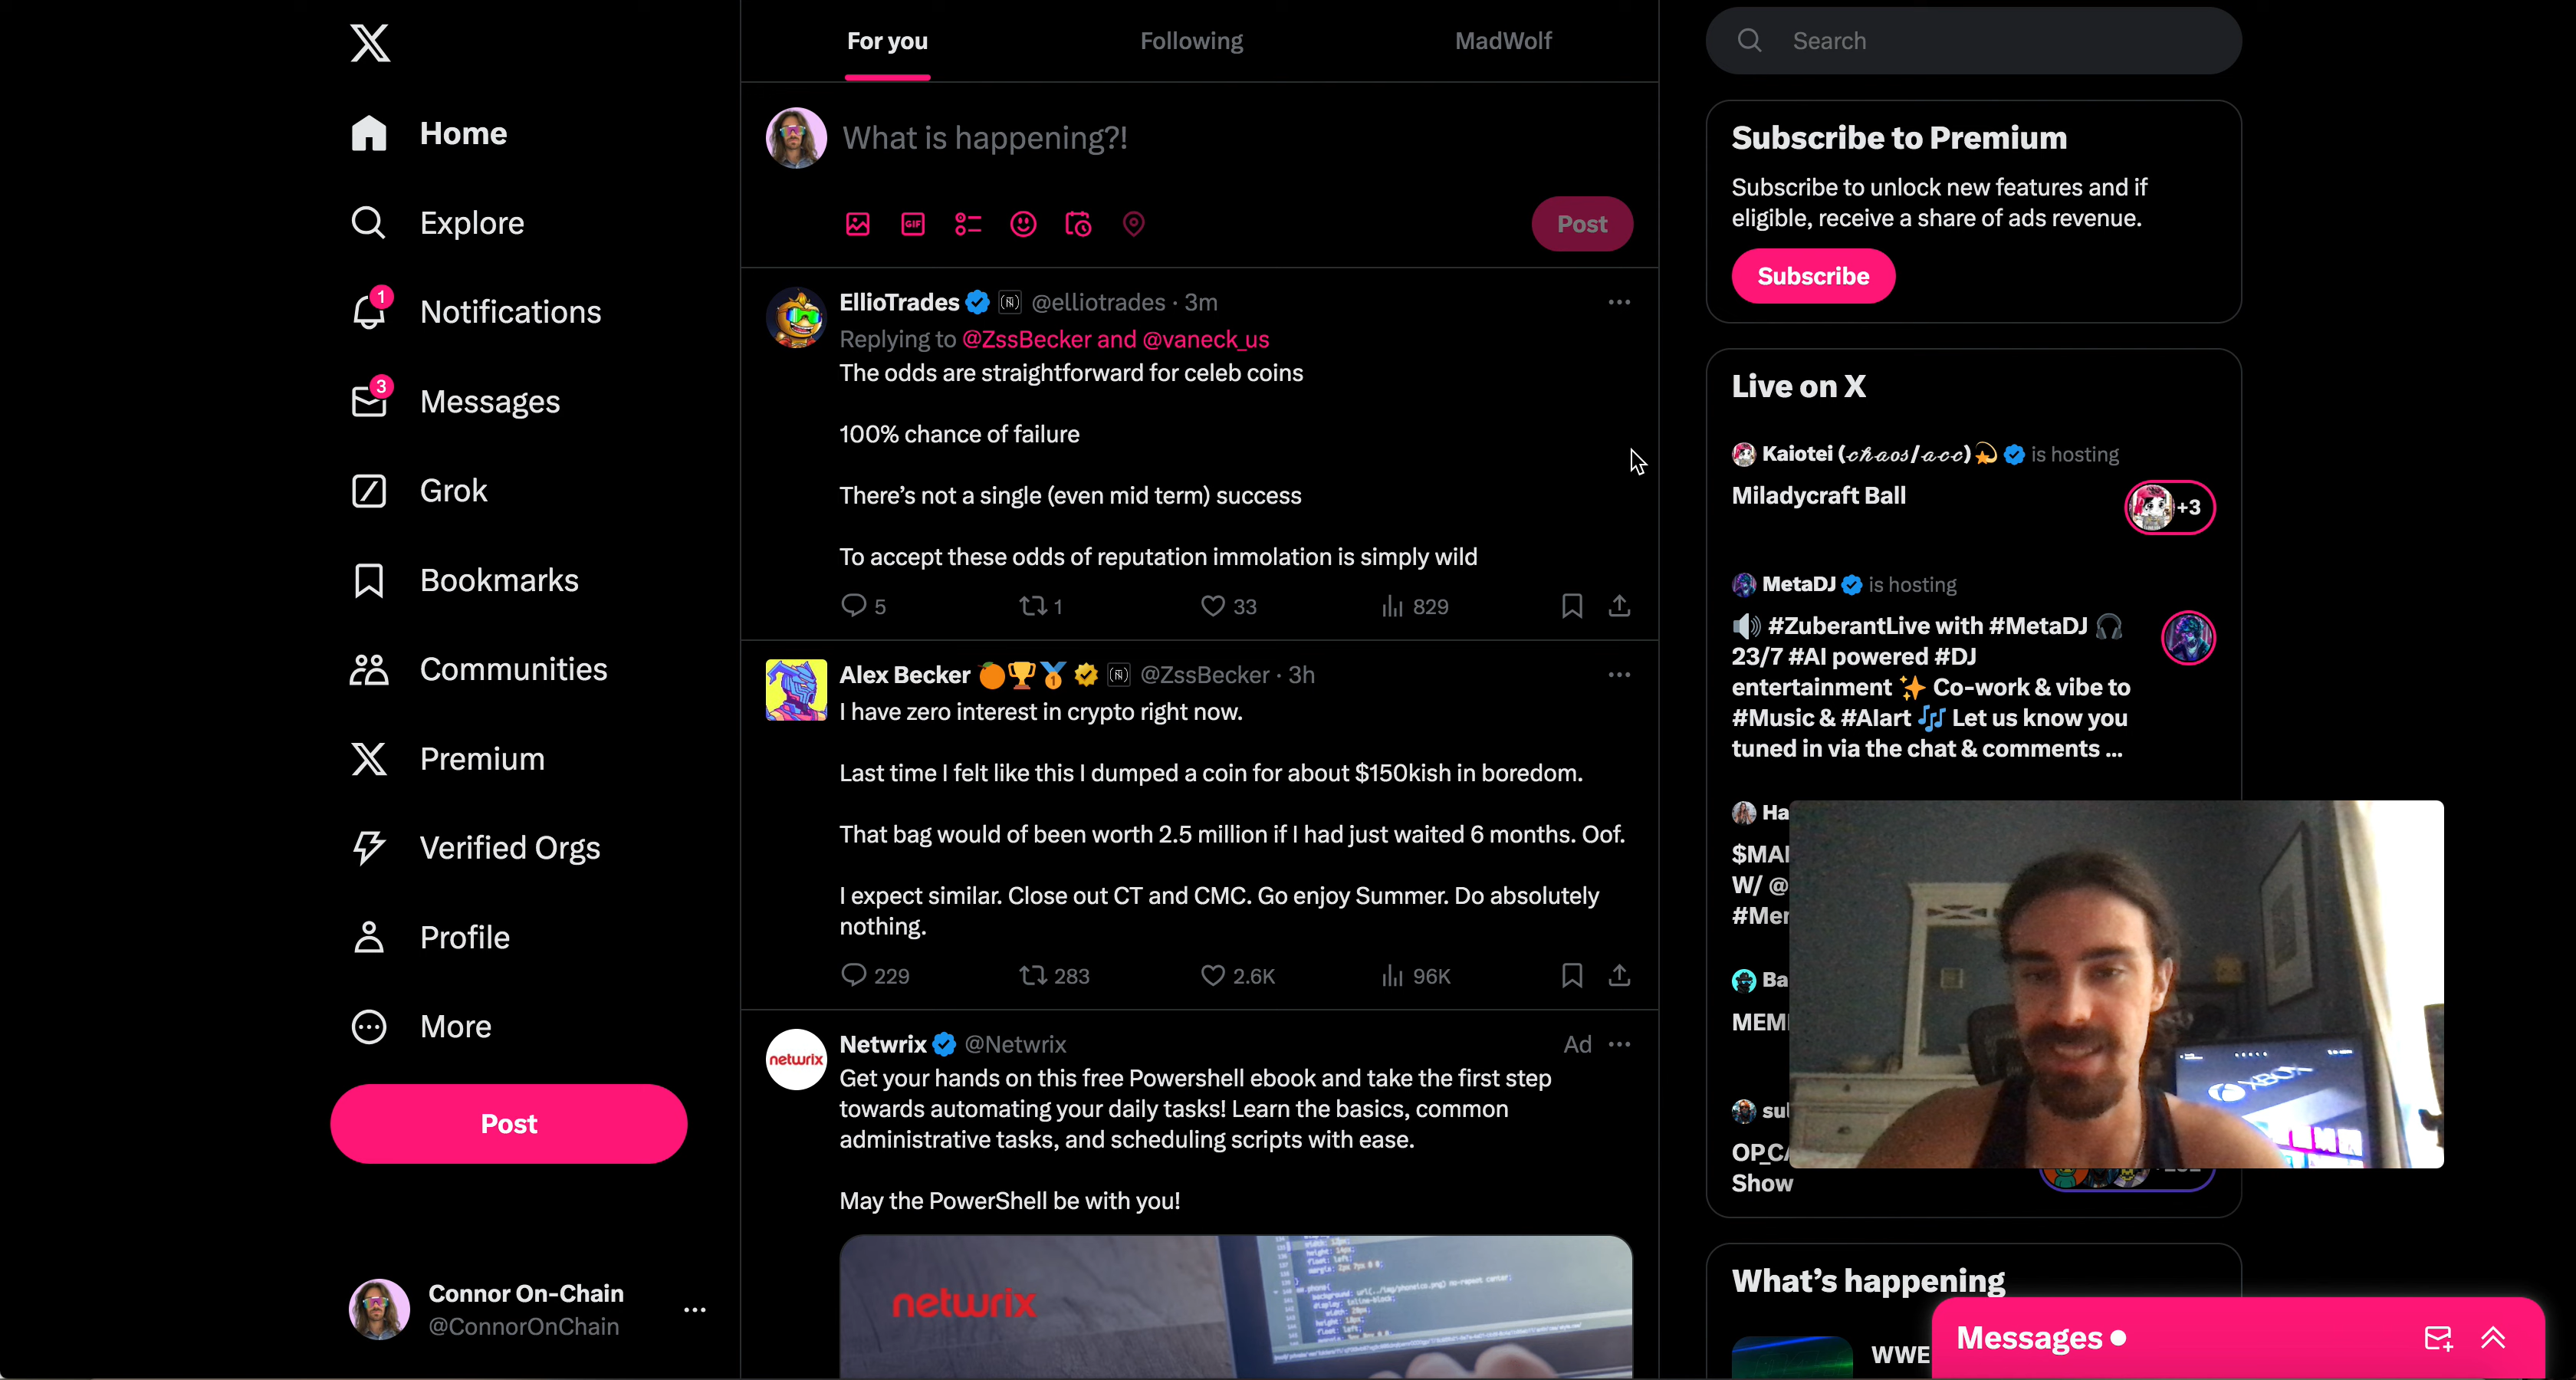 Home
Explore
1
Notifications
3
Messages
Grok
Bookmarks
Communities
Premium
Verified Orgs
Profile
More
Post
Connor On-Chain
@ConnorOnChain
For you
Following
MadWolf
What is happening?!
GIF
Post
EllioTrades @elliotrades · 3m
Replying to @ZssBecker and @vaneck_us
The odds are straightforward for celeb coins
100% chance of failure
There's not a single (even mid term) success
To accept these odds of reputation immolation is simply wild
5 1 33 829
Alex Becker 🍊🏆🥇 @ZssBecker · 3h
I have zero interest in crypto right now.
Last time I felt like this I dumped a coin for about $150kish in boredom.
That bag would of been worth 2.5 million if I had just waited 6 months. Oof.
I expect similar. Close out CT and CMC. Go enjoy Summer. Do absolutely
nothing.
229 283 2.6K 96K
netwrix
Netwrix @Netwrix Ad
Get your hands on this free Powershell ebook and take the first step
towards automating your daily tasks! Learn the basics, common
administrative tasks, and scheduling scripts with ease.
May the PowerShell be with you!
netwrix
Search
Subscribe to Premium
Subscribe to unlock new features and if
eligible, receive a share of ads revenue.
Subscribe
Live on X
Kaiotei (𝓬𝓱𝓪𝓸𝓼/𝓪𝓬𝓬)💫 is hosting
Miladycraft Ball
+3
MetaDJ is hosting
🔊 #ZuberantLive with #MetaDJ 🎧
23/7 #AI powered #DJ
entertainment ✨ Co-work & vibe to
#Music & #AIart 🎶 Let us know you
tuned in via the chat & comments ...
Ha
W/ @
Ba
OP_CA
Show
XBOX
What's happening
WWE
Messages